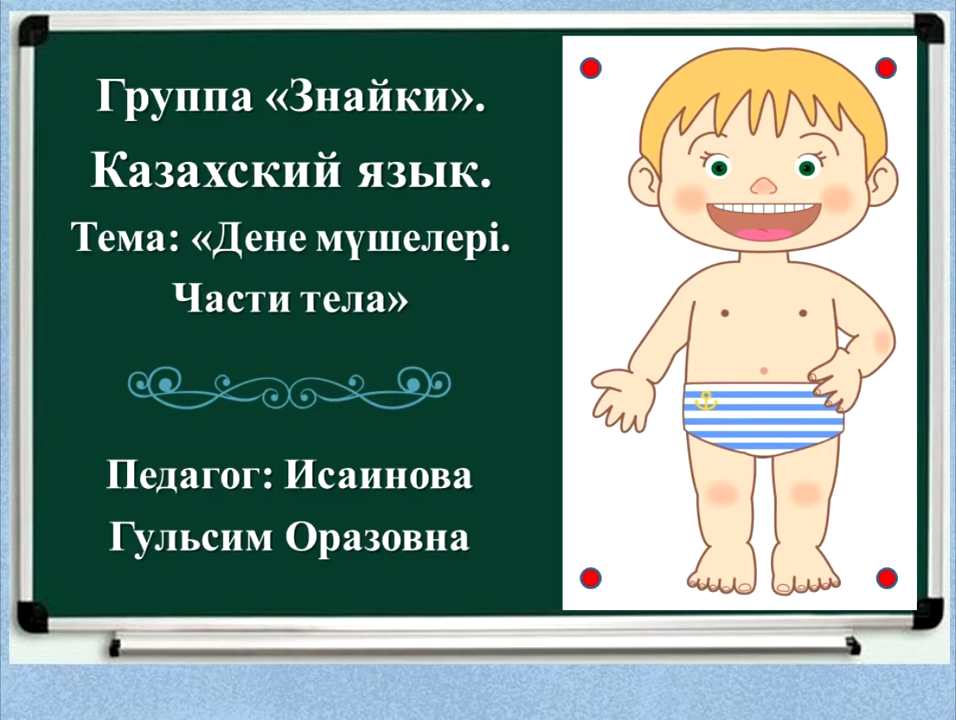 Группа «Знайки».
Казахский язык.
Тема: «Дене мүшелері.
Части тела»
Педагог: Исаинова
Гульсим Оразовна